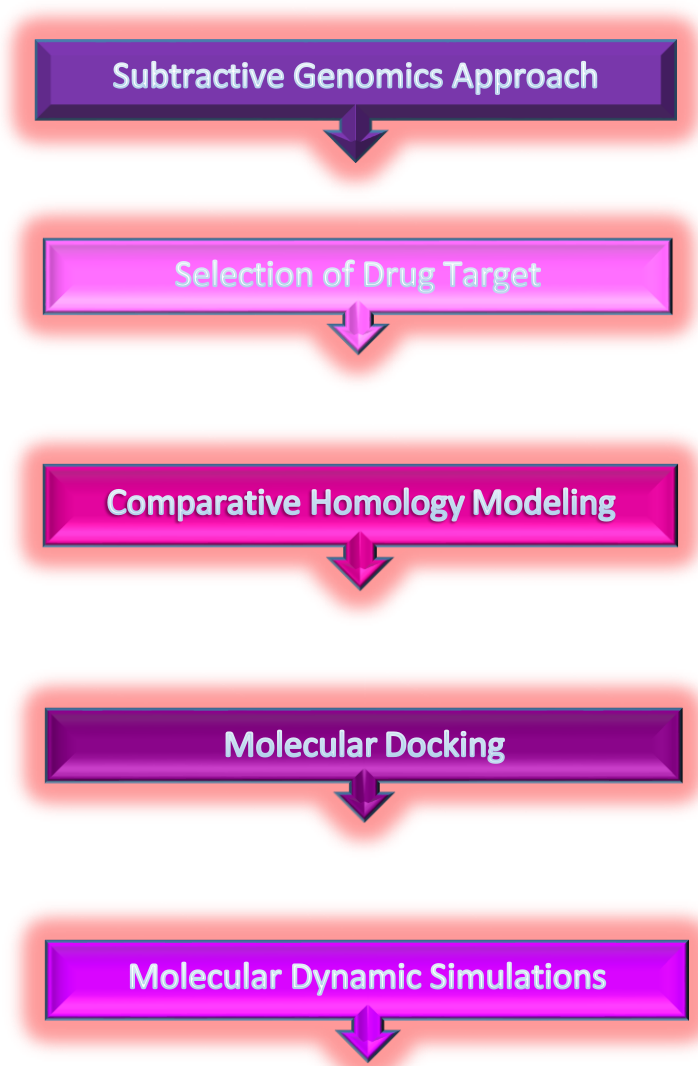 Subtractive Genomics Approach
Selection of Drug Target
Comparative Homology Modeling
Molecular Docking
Molecular Dynamic Simulations